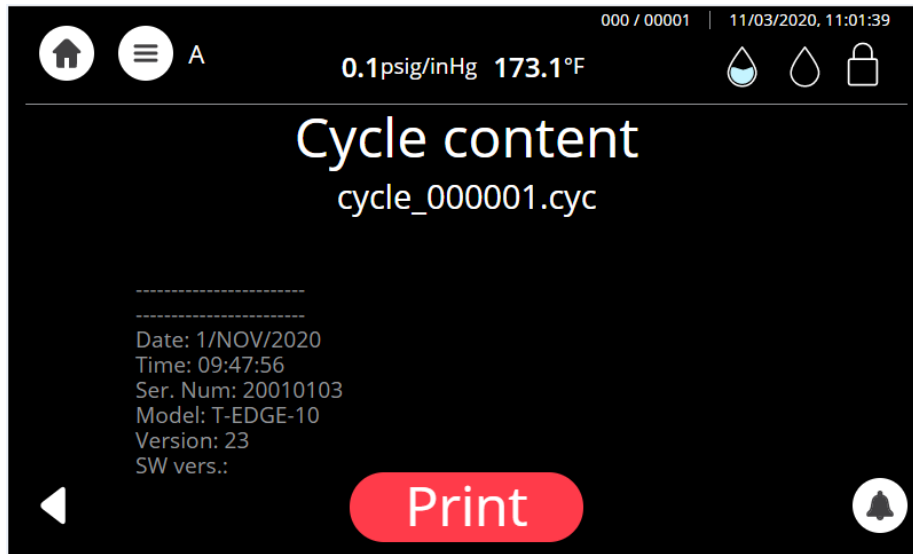 000 / 00001 | 11/03/2020, 11:01:39
A
0.1psig/inHg 173.1°F
Cycle content
cycle_000001.cyc
------------------------
------------------------
Date: 1/NOV/2020
Time: 09:47:56
Ser. Num: 20010103
Model: T-EDGE-10
Version: 23
SW vers.:
Print